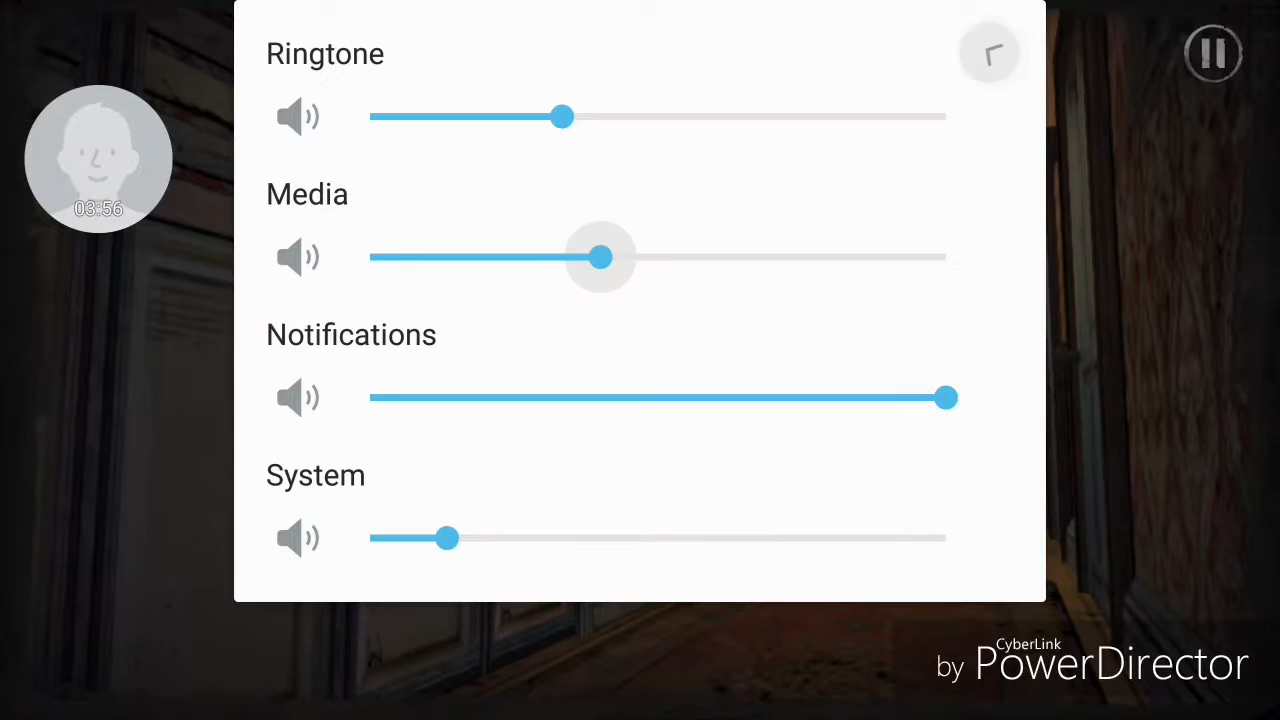 Ringtone
03:56
Media
Notifications
System
CyberLink
by PowerDirector